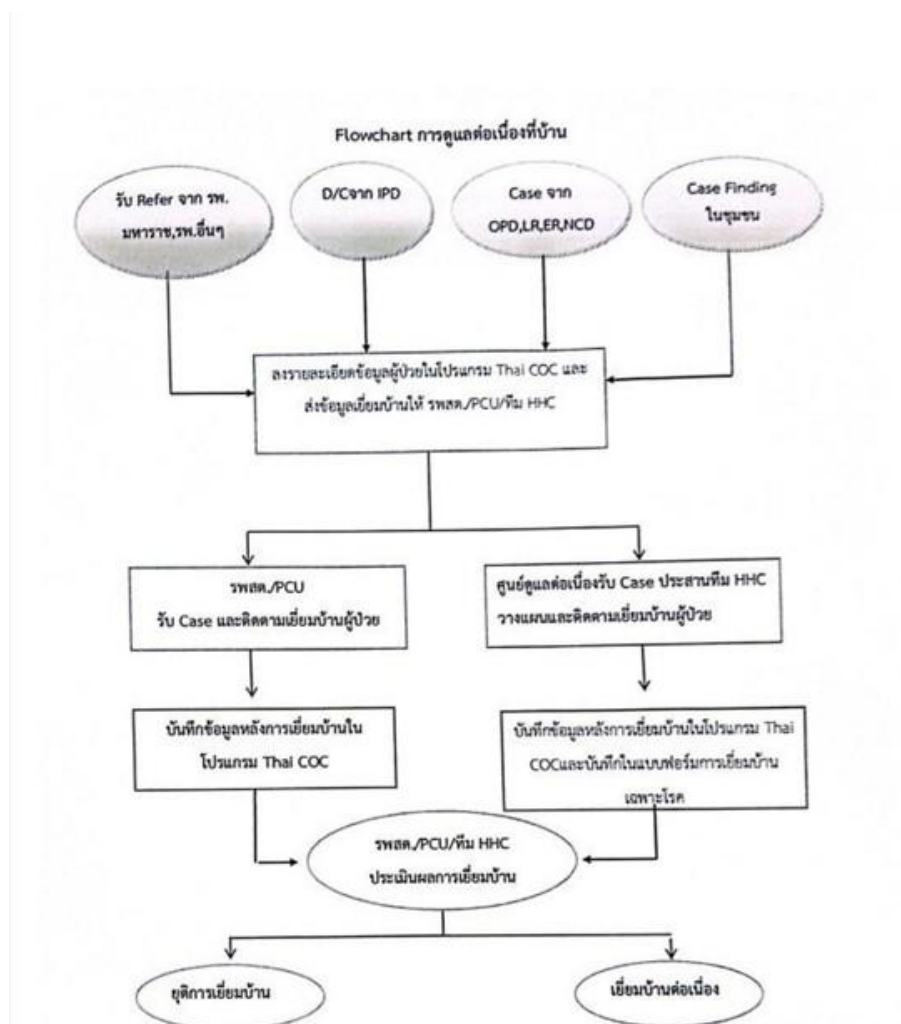 Flowchart การดูแลต่อเนื่องที่บ้าน
รับ Refer จาก รพ.
มหาราช,รพ.อื่นๆ
D/Cจาก IPD
Case จาก
OPD,LR,ER,NCD
Case Finding
ในชุมชน
ลงรายละเอียดข้อมูลผู้ป่วยในโปรแกรม Thai COC และ
ส่งข้อมูลเยี่ยมบ้านให้ รพสต./PCU/ทีม HHC
รพสต./PCU
รับ Case และติดตามเยี่ยมบ้านผู้ป่วย
ศูนย์ดูแลต่อเนื่องรับ Case ประสานทีม HHC
วางแผนและติดตามเยี่ยมบ้านผู้ป่วย
บันทึกข้อมูลหลังการเยี่ยมบ้านใน
โปรแกรม Thai COC
บันทึกข้อมูลหลังการเยี่ยมบ้านในโปรแกรม Thai
COCและบันทึกในแบบฟอร์มการเยี่ยมบ้าน
เฉพาะโรค
รพสต./PCU/ทีม HHC
ประเมินผลการเยี่ยมบ้าน
ยุติการเยี่ยมบ้าน
เยี่ยมบ้านต่อเนื่อง